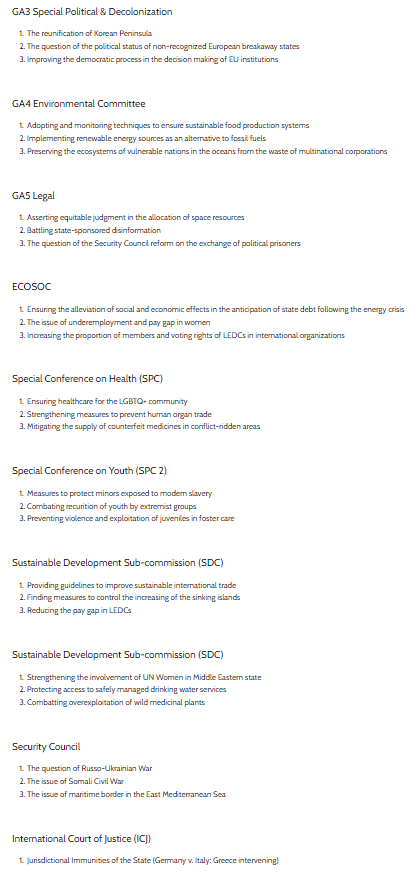 GA3 Special Political & Decolonization
1. The reunification of Korean Peninsula
2. The question of the political status of non-recognized European breakaway states
3. Improving the democratic process in the decision making of EU institutions
GA4 Environmental Committee
1. Adopting and monitoring techniques to ensure sustainable food production systems
2. Implementing renewable energy sources as an alternative to fossil fuels
3. Preserving the ecosystems of vulnerable nations in the oceans from the waste of multinational corporations
GA5 Legal
1. Asserting equitable judgment in the allocation of space resources
2. Battling state-sponsored disinformation
3. The question of the Security Council reform on the exchange of political prisoners
ECOSOC
1. Ensuring the alleviation of social and economic effects in the anticipation of state debt following the energy crisis
2. The issue of underemployment and pay gap in women
3. Increasing the proportion of members and voting rights of LEDCs in international organizations
Special Conference on Health (SPC)
1. Ensuring healthcare for the LGBTQ+ community
2. Strengthening measures to prevent human organ trade
3. Mitigating the supply of counterfeit medicines in conflict-ridden areas
Special Conference on Youth (SPC 2)
1. Measures to protect minors exposed to modern slavery
2. Combating recurition of youth by extremist groups
3. Preventing violence and exploitation of juveniles in foster care
Sustainable Development Sub-commission (SDC)
1. Providing guidelines to improve sustainable international trade
2. Finding measures to control the increasing of the sinking islands
3. Reducing the pay gap in LEDCs
Sustainable Development Sub-commission (SDC)
1. Strengthening the involvement of UN Women in Middle Eastern state
2. Protecting access to safely managed drinking water services
3. Combatting overexploitation of wild medicinal plants
Security Council
1. The question of Russo-Ukrainian War
2. The issue of Somali Civil War
3. The issue of maritime border in the East Mediterranean Sea
International Court of Justice (ICJ)
1. Jurisdictional Immunities of the State (Germany v. Italy: Greece intervening)